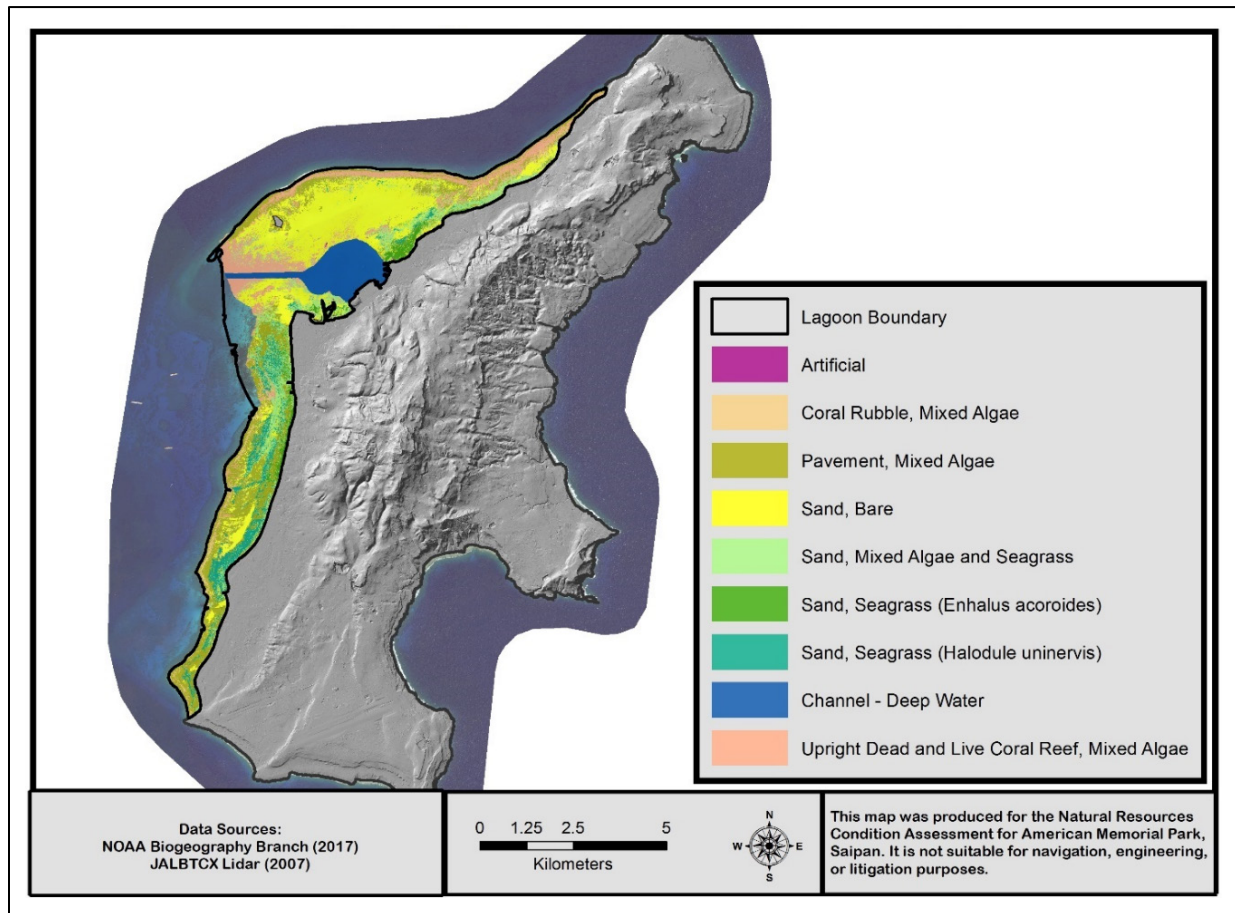 Lagoon Boundary
Artificial
Coral Rubble, Mixed Algae
Pavement, Mixed Algae
Sand, Bare
Sand, Mixed Algae and Seagrass
Sand, Seagrass (Enhalus acoroides)
Sand, Seagrass (Halodule uninervis)
Channel - Deep Water
Upright Dead and Live Coral Reef, Mixed Algae
Data Sources:
NOAA Biogeography Branch (2017)
JALBTCX Lidar (2007)
0 1.25 2.5 5
Kilometers
N
W E
S
This map was produced for the Natural Resources
Condition Assessment for American Memorial Park,
Saipan. It is not suitable for navigation, engineering,
or litigation purposes.